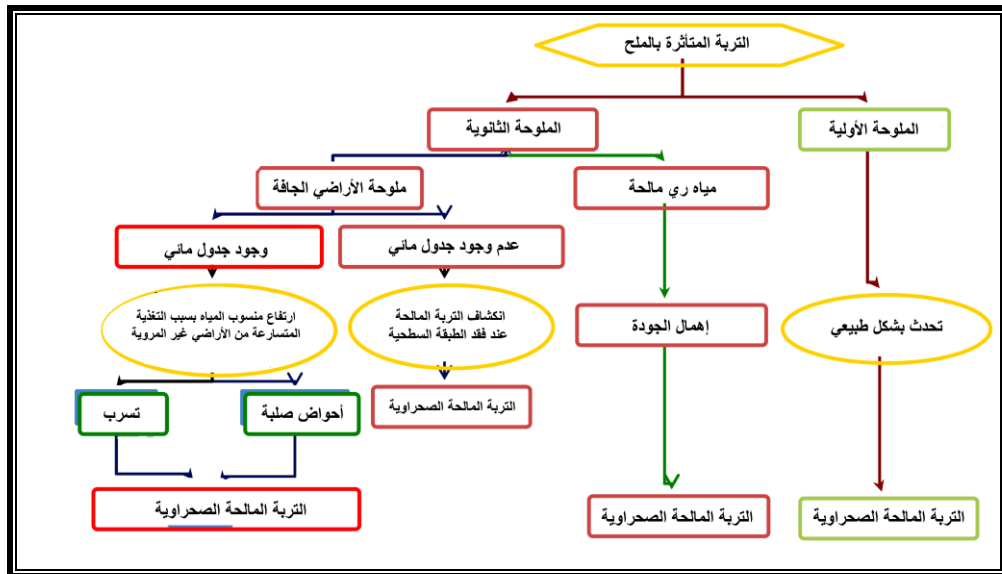 التربة المتأثرة بالملح
الملوحة الأولية
الملوحة الثانوية
مياه ري مالحة
ملوحة الأراضي الجافة
عدم وجود جدول مائي
وجود جدول مائي
تحدث بشكل طبيعي
إهمال الجودة
انكشاف التربة المالحة
عند فقد الطبقة السطحية
ارتفاع منسوب المياه بسبب التغذية
المتسارعة من الأراضي غير المروية
التربة المالحة الصحراوية
أحواض صلبة
تسرب
التربة المالحة الصحراوية
التربة المالحة الصحراوية
التربة المالحة الصحراوية